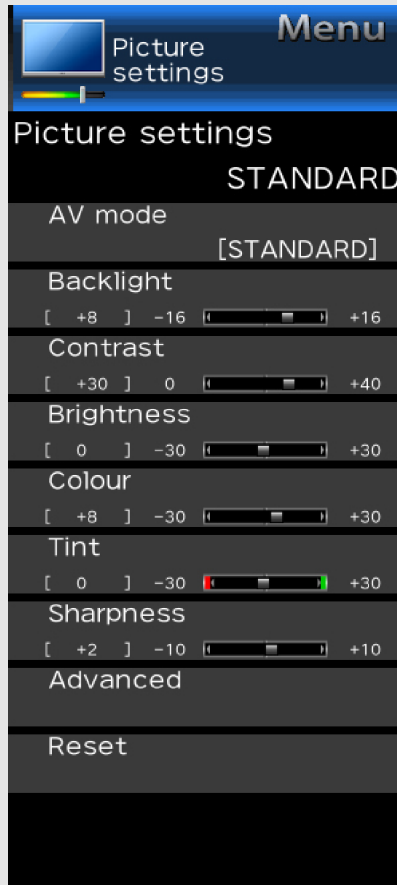 Menu
Picture
settings
Picture settings
STANDARD
AV mode
[STANDARD]
Backlight
[ +8 ] -16 +16
Contrast
[ +30 ] 0 +40
Brightness
[ 0 ] -30 +30
Colour
[ +8 ] -30 +30
Tint
[ 0 ] -30 +30
Sharpness
[ +2 ] -10 +10
Advanced
Reset